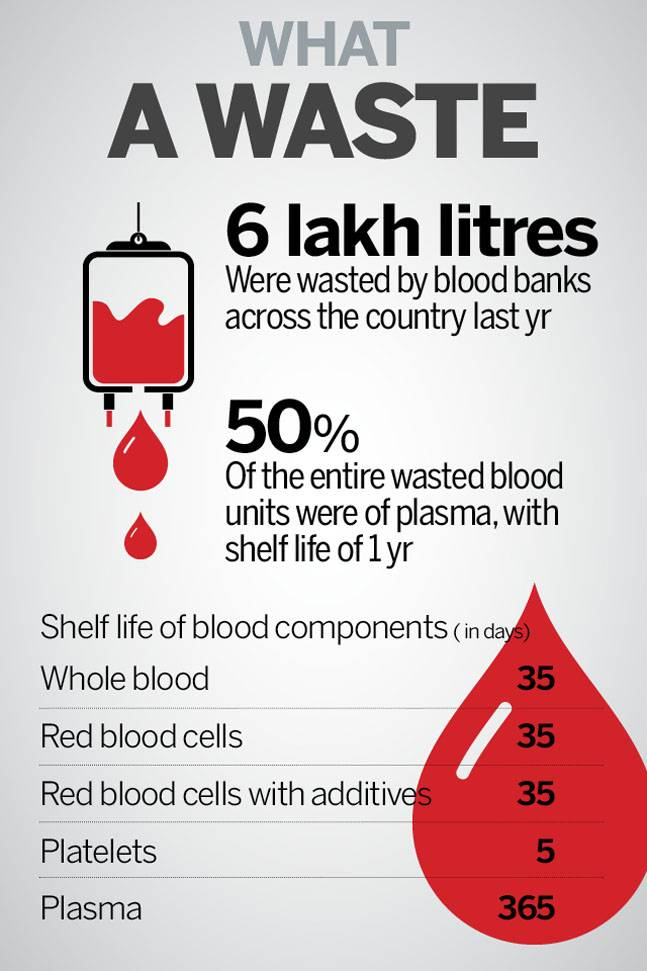 WHAT
A WASTE
6 lakh litres
Were wasted by blood banks
across the country last yr
50%
Of the entire wasted blood
units were of plasma, with
shelf life of 1 yr
Shelf life of blood components ( in days)
Whole blood 35
Red blood cells 35
Red blood cells with additives 35
Platelets 5
Plasma 365